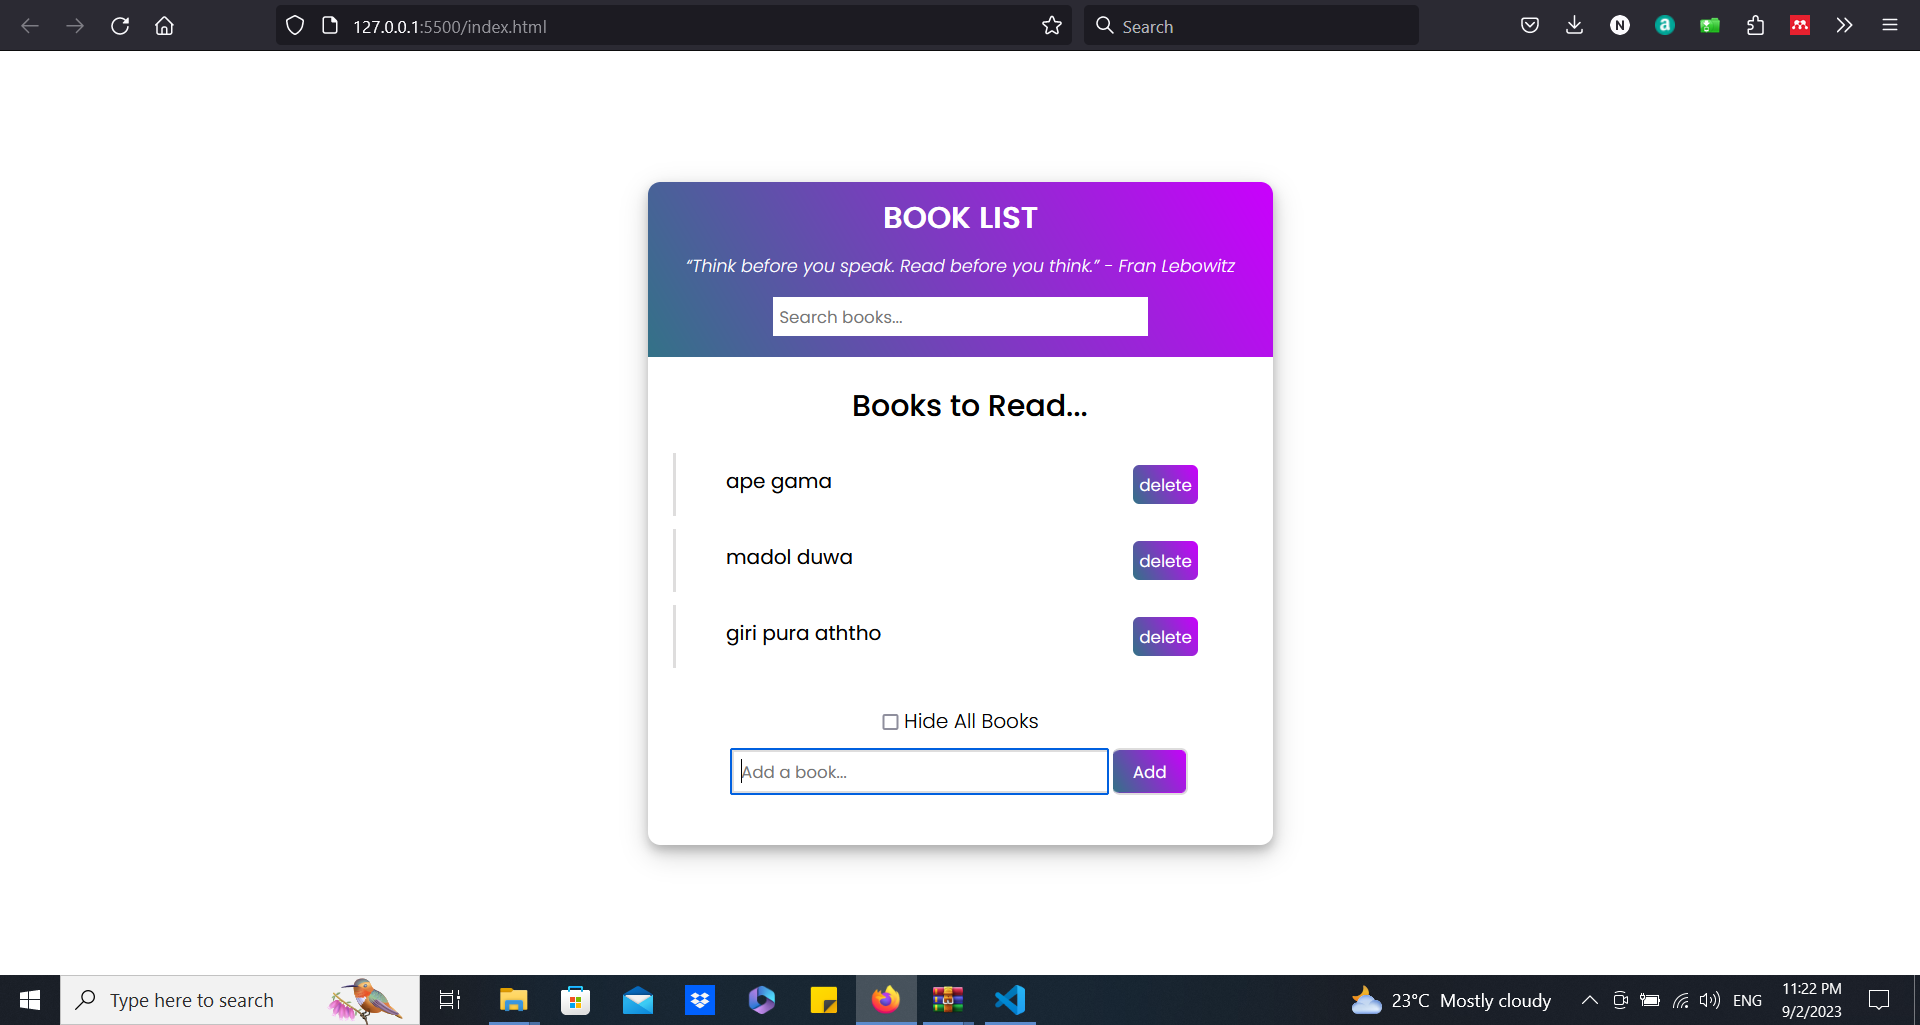 127.0.0.1:5500/index.html
Search
BOOK LIST
“Think before you speak. Read before you think.” - Fran Lebowitz
Search books...
Books to Read...
ape gama
delete
madol duwa
delete
giri pura aththo
delete
Hide All Books
Add a book...
Add
Type here to search
23°C Mostly cloudy
ENG
11:22 PM
9/2/2023